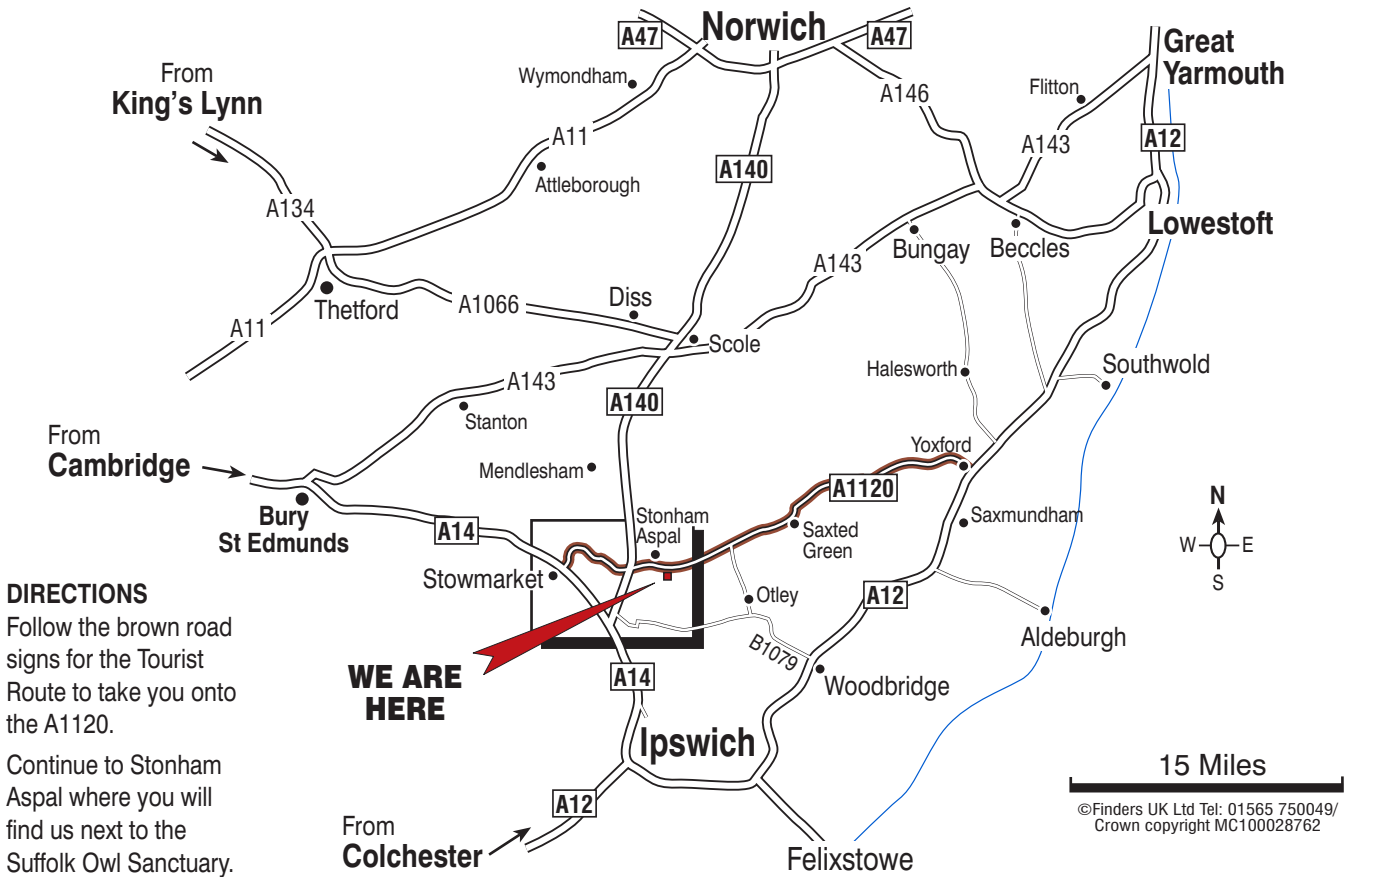 A47
Norwich
A47
Great
Yarmouth
From
King's Lynn
Wymondham
A146
Flitton
A11
A143
A12
A140
Attleborough
A134
Lowestoft
Bungay
Beccles
A143
Thetford
A1066
Diss
A11
Scole
Halesworth
Southwold
A143
A140
Stanton
From
Cambridge
Mendlesham
Yoxford
A1120
Bury
St Edmunds
A14
Stonham
Aspal
Saxted
Green
Saxmundham
N
W
E
S
Stowmarket
Otley
A12
Aldeburgh
B1079
WE ARE
HERE
A14
Woodbridge
Ipswich
DIRECTIONS
Follow the brown road
signs for the Tourist
Route to take you onto
the A1120.
Continue to Stonham
Aspal where you will
find us next to the
Suffolk Owl Sanctuary.
A12
From
Colchester
Felixstowe
15 Miles
©Finders UK Ltd Tel: 01565 750049/
Crown copyright MC100028762